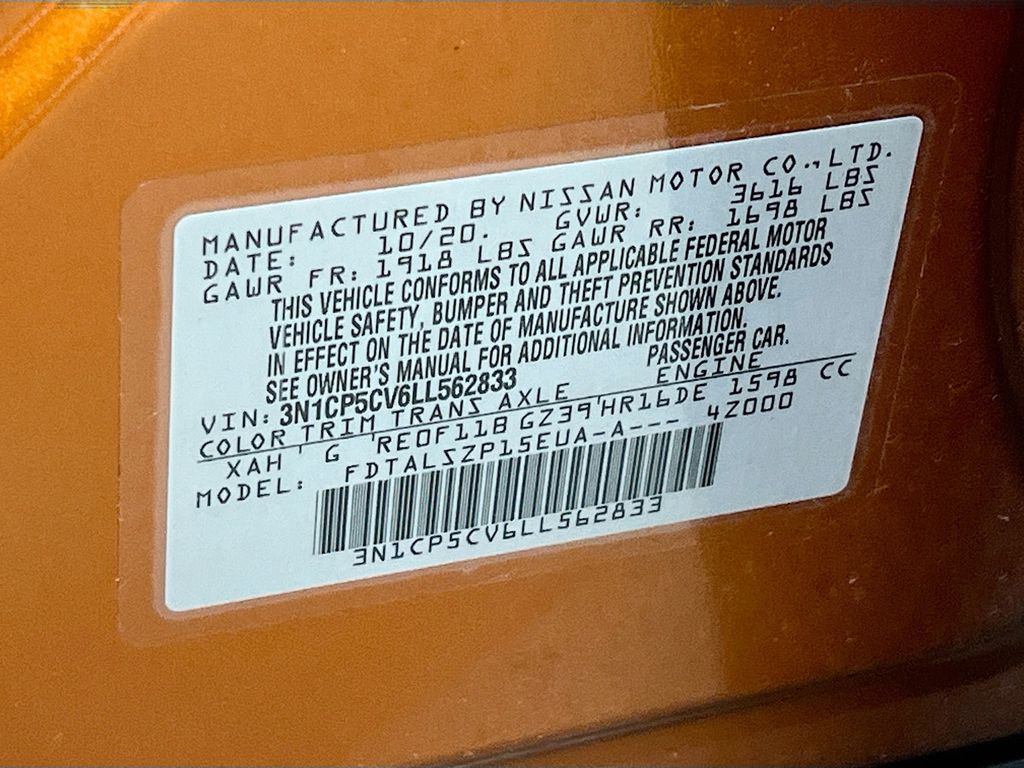 MANUFACTURED BY NISSAN MOTOR CO.,LTD.
DATE: 10/20. GVWR: 3616 LBS
GAWR FR: 1918 LBS GAWR RR: 1698 LBS
THIS VEHICLE CONFORMS TO ALL APPLICABLE FEDERAL MOTOR
VEHICLE SAFETY, BUMPER AND THEFT PREVENTION STANDARDS
IN EFFECT ON THE DATE OF MANUFACTURE SHOWN ABOVE.
SEE OWNER'S MANUAL FOR ADDITIONAL INFORMATION.
VIN: 3N1CP5CV6LL562833 PASSENGER CAR.
COLOR TRIM TRANS AXLE ENGINE
XAH ' G 'RE0F11B GZ39'HR16DE 1598 CC
MODEL: FDTALSZP15EUA-A--- 4Z000
3N1CP5CV6LL562833